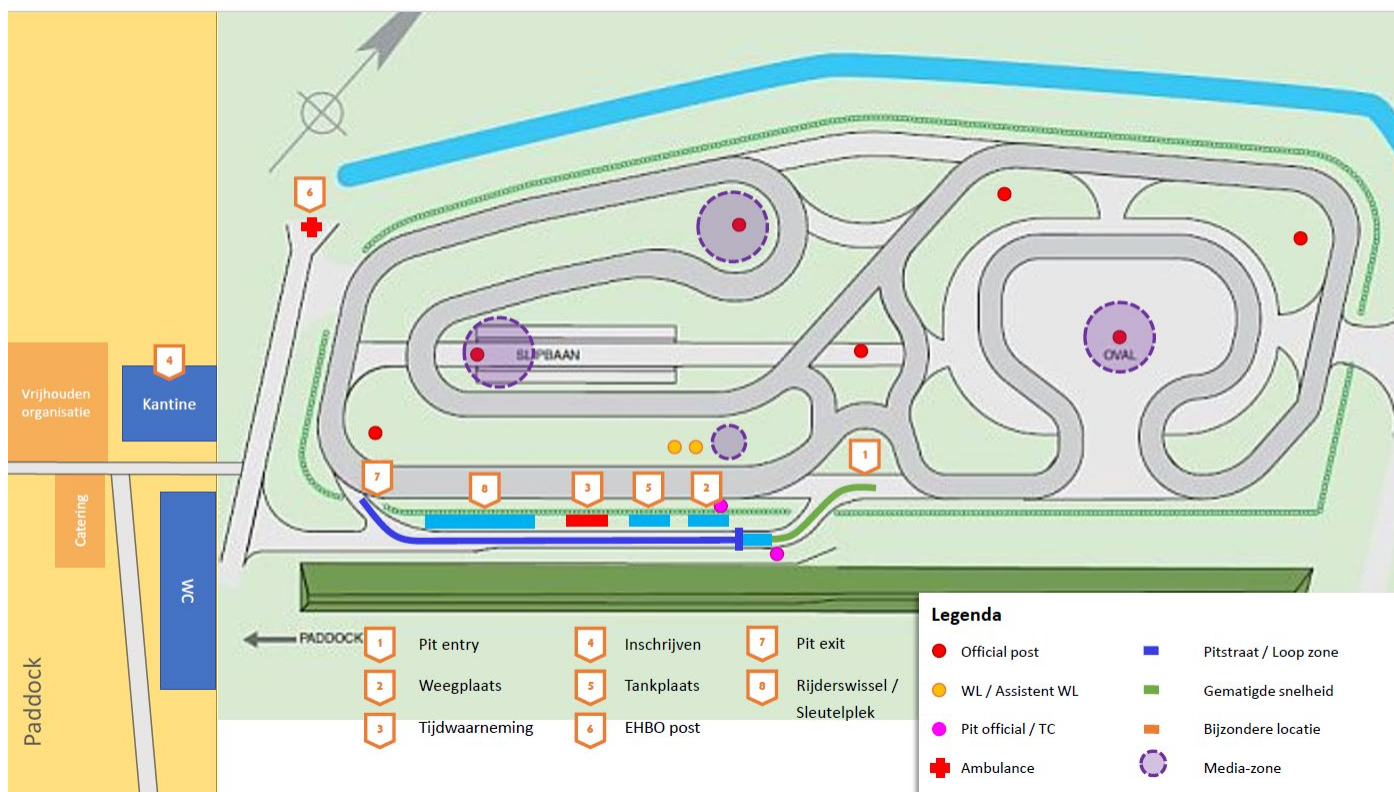 6
4
Vrijhouden
organisatie
Kantine
SLIPBAAN
OVAL
1
7
8
3
5
2
Catering
WC
Paddock
PADDOCK
1 Pit entry
2 Weegplaats
3 Tijdwaarneming
4 Inschrijven
5 Tankplaats
6 EHBO post
7 Pit exit
8 Rijderswissel /
Sleutelplek
Legenda
Official post
WL / Assistent WL
Pit official / TC
Ambulance
Pitstraat / Loop zone
Gematigde snelheid
Bijzondere locatie
Media-zone